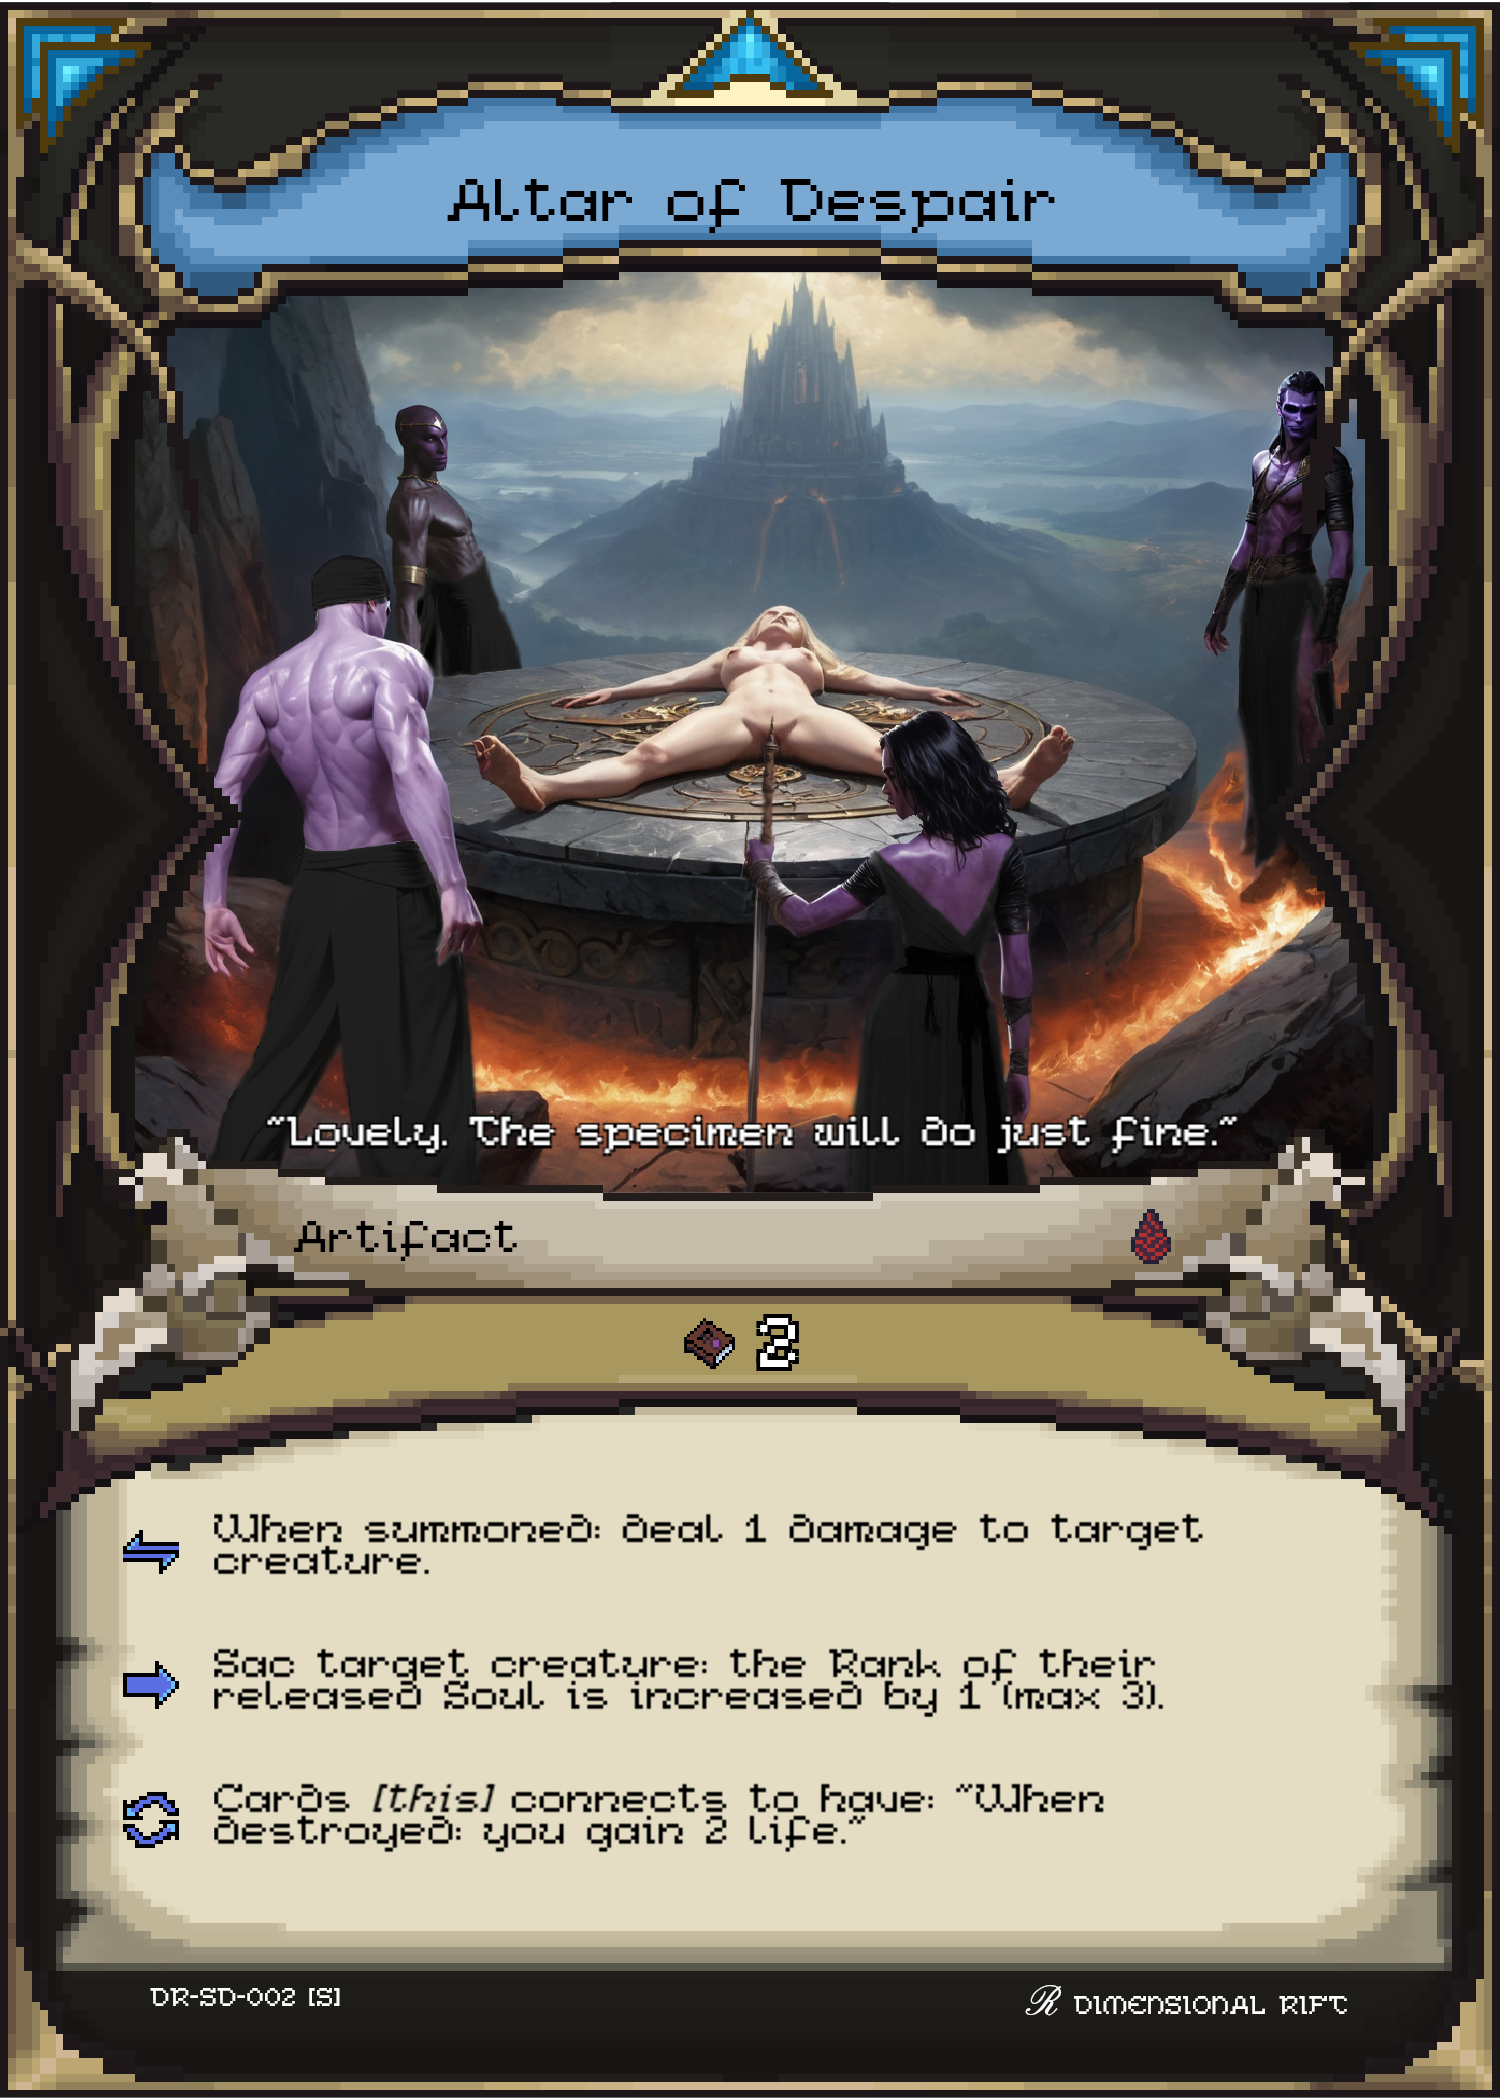 Altar of Despair
"Lovely. The specimen will do just fine."
Artifact
2
When summoned: deal 1 damage to target
creature.
Sac target creature: the Rank of their
released Soul is increased by 1 (max 3).
Cards [this] connects to have: "When
destroyed: you gain 2 life."
DR-SD-002 [S]
R DIMENSIONAL RIFT